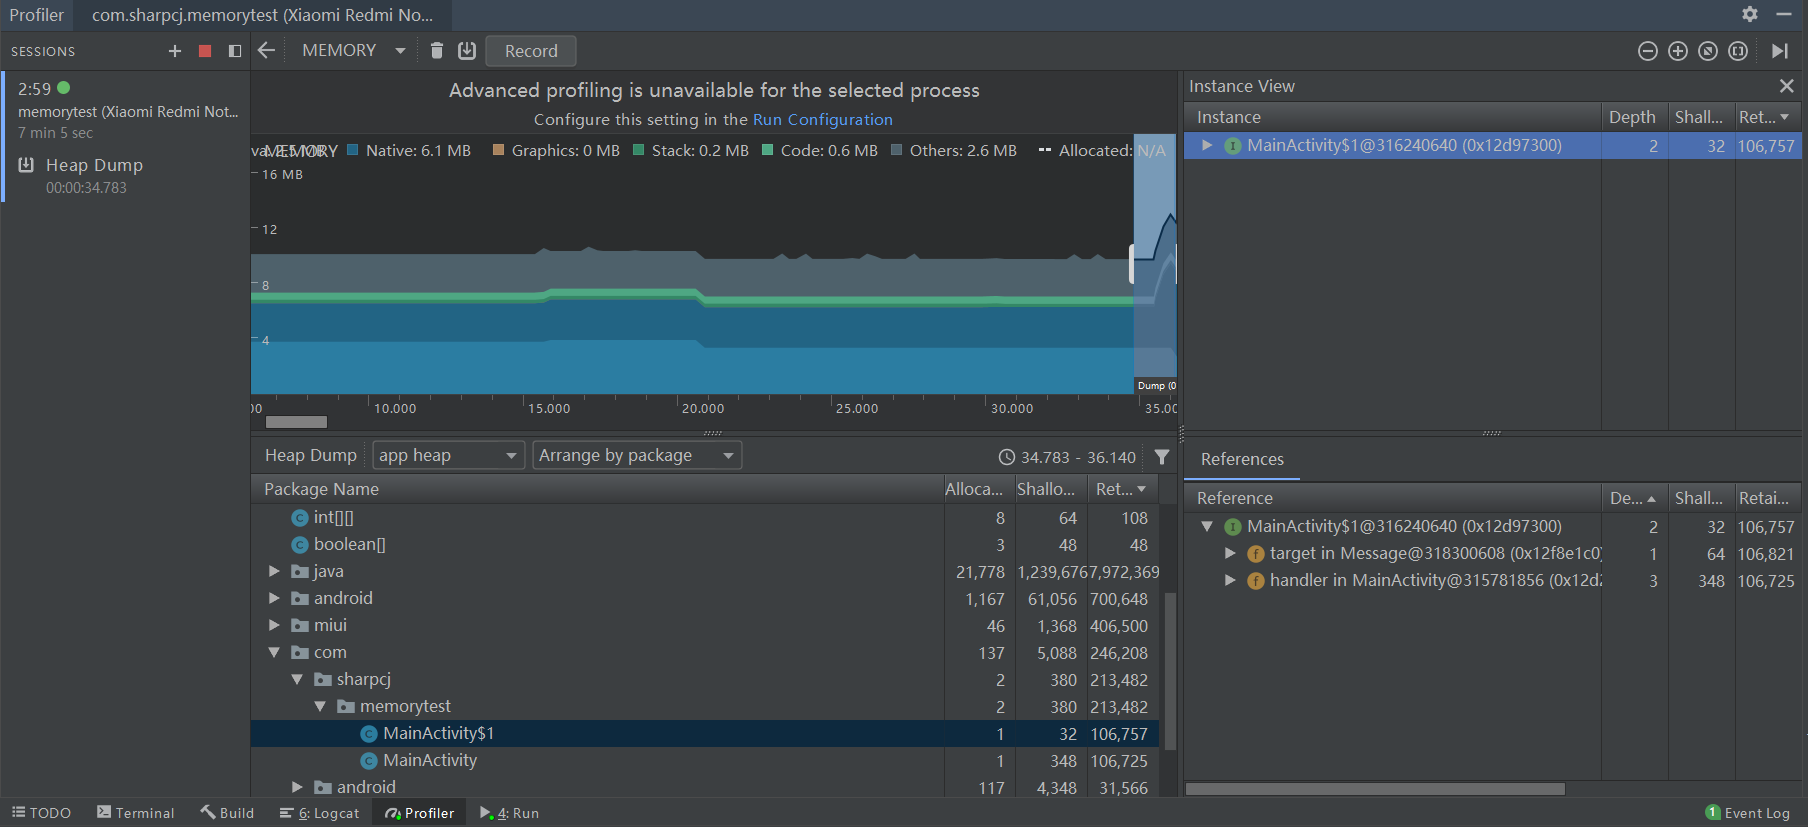 Profiler com.sharpcj.memorytest (Xiaomi Redmi No...
SESSIONS
MEMORY
Record
2:59
memorytest (Xiaomi Redmi Not...
7 min 5 sec
Heap Dump
00:00:34.783
Advanced profiling is unavailable for the selected process
Configure this setting in the Run Configuration
MEMORY
Native: 6.1 MB
Graphics: 0 MB
Stack: 0.2 MB
Code: 0.6 MB
Others: 2.6 MB
Allocated: N/A
16 MB
12
8
4
Dump (0
00 10.000 15.000 20.000 25.000 30.000 35.00
Heap Dump app heap Arrange by package 34.783 - 36.140
Package Name Alloca... Shallo... Ret...
int[][] 8 64 108
boolean[] 3 48 48
java 21,778 1,239,676 7,972,369
android 1,167 61,056 700,648
miui 46 1,368 406,500
com 137 5,088 246,208
sharpcj 2 380 213,482
memorytest 2 380 213,482
MainActivity$1 1 32 106,757
MainActivity 1 348 106,725
android 117 4,348 31,566
Instance View
Instance Depth Shall... Ret...
MainActivity$1@316240640 (0x12d97300) 2 32 106,757
References
Reference De... Shall... Retai...
MainActivity$1@316240640 (0x12d97300) 2 32 106,757
target in Message@318300608 (0x12f8e1c0) 1 64 106,821
handler in MainActivity@315781856 (0x12d2 3 348 106,725
TODO Terminal Build 6: Logcat Profiler 4: Run 1 Event Log